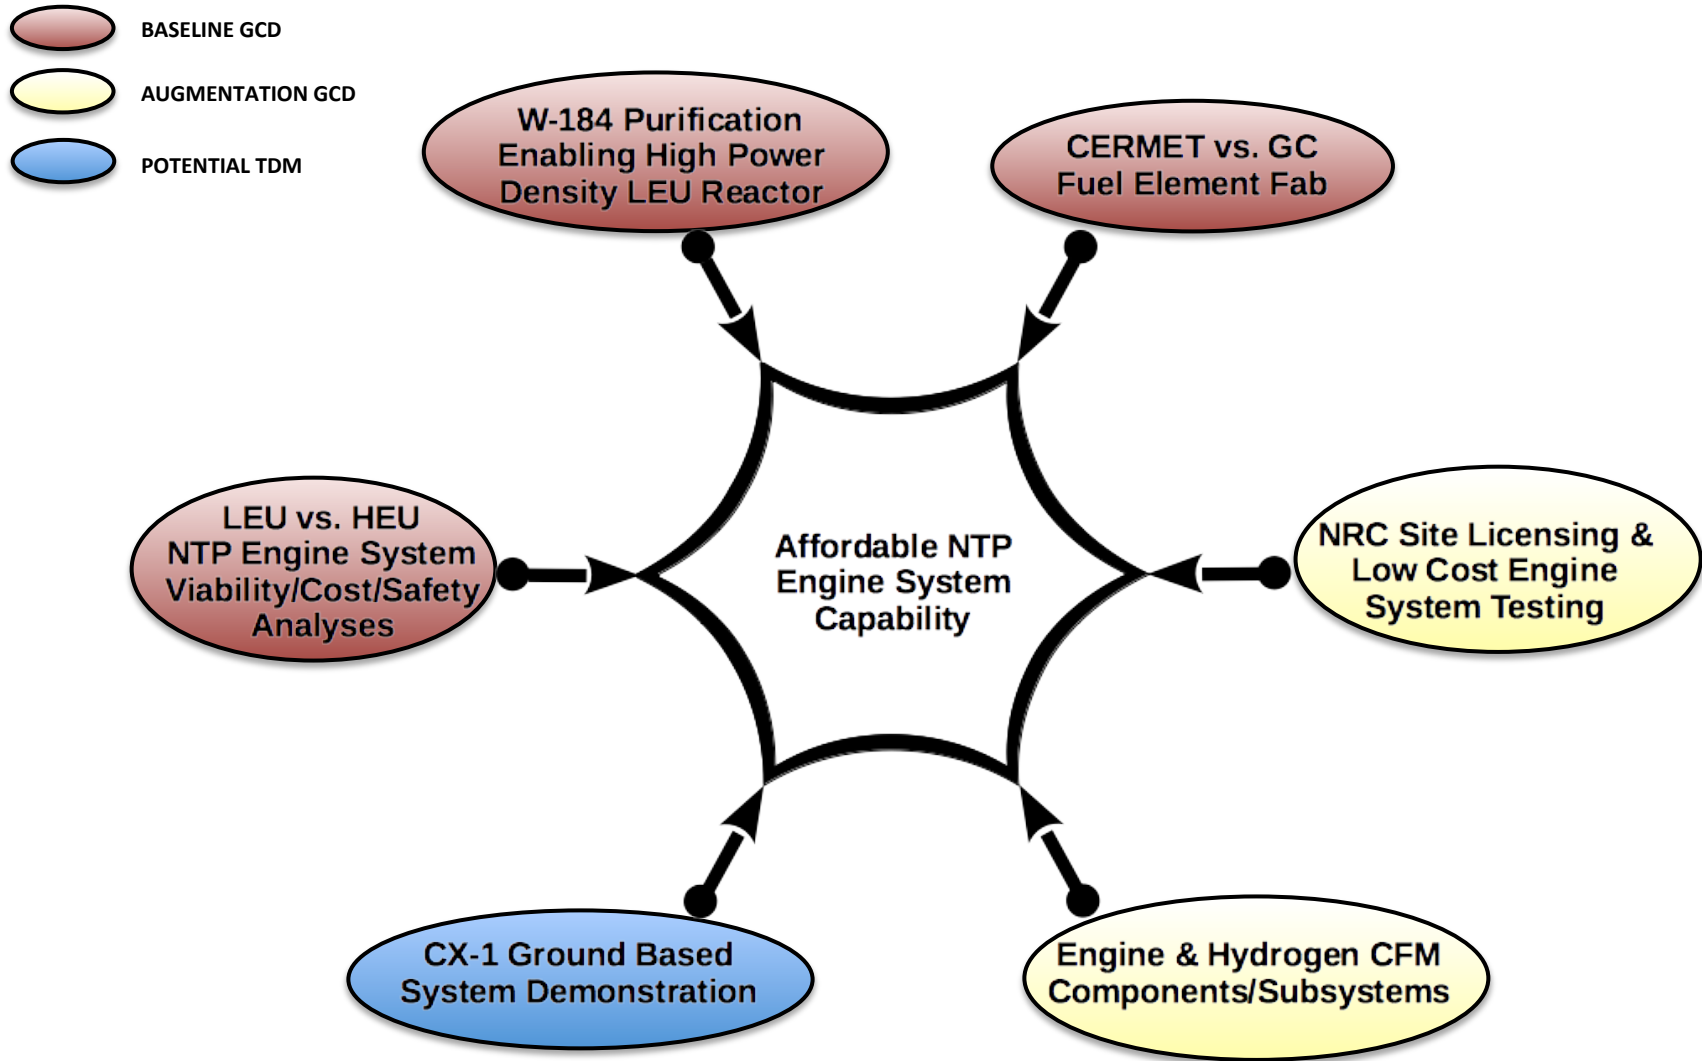 BASELINE GCD
AUGMENTATION GCD
POTENTIAL TDM
W-184 Purification
Enabling High Power
Density LEU Reactor
CERMET vs. GC
Fuel Element Fab
LEU vs. HEU
NTP Engine System
Viability/Cost/Safety
Analyses
Affordable NTP
Engine System
Capability
NRC Site Licensing &
Low Cost Engine
System Testing
CX-1 Ground Based
System Demonstration
Engine & Hydrogen CFM
Components/Subsystems